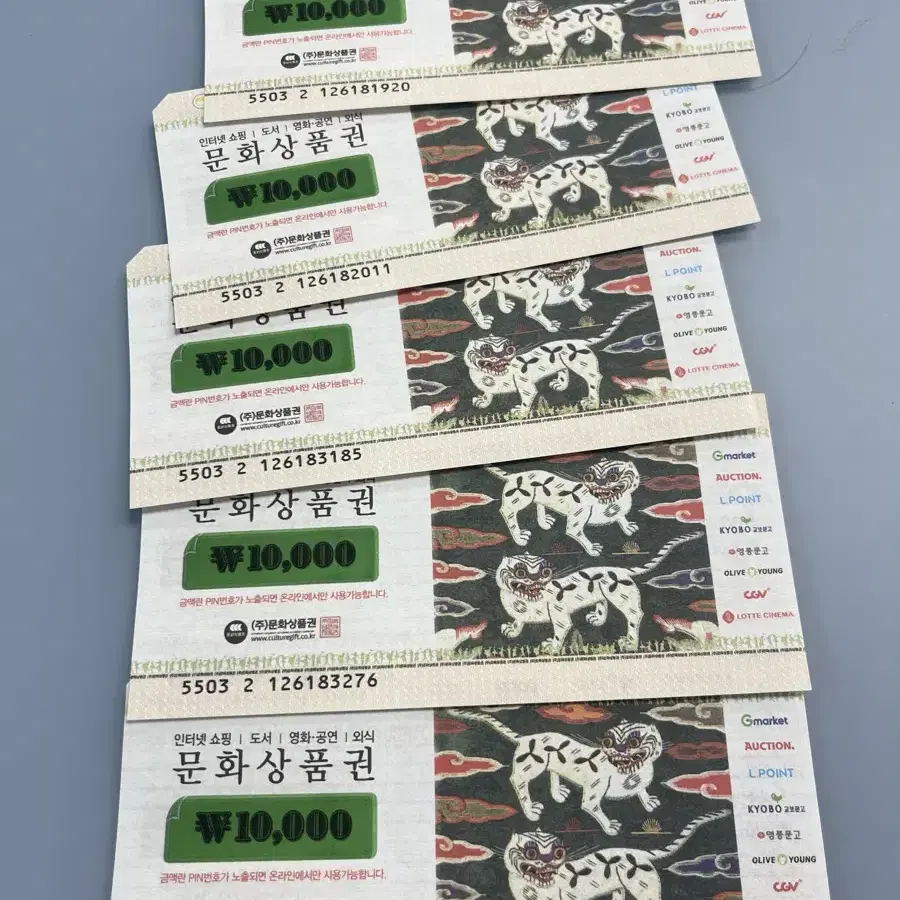 ₩10,000
금액란 PIN번호가 노출되면 온라인에서만 사용가능합니다.
(주)문화상품권
www.culturegift.co.kr
OLIVE YOUNG
CGV
LOTTE CINEMA
5503 2 126181920
인터넷 쇼핑 | 도서 | 영화·공연 | 외식
문화상품권
₩10,000
금액란 PIN번호가 노출되면 온라인에서만 사용가능합니다.
(주)문화상품권
www.culturegift.co.kr
L.POINT
KYOBO 교보문고
영풍문고
OLIVE YOUNG
CGV
LOTTE CINEMA
5503 2 126182011
₩10,000
금액란 PIN번호가 노출되면 온라인에서만 사용가능합니다.
(주)문화상품권
www.culturegift.co.kr
AUCTION.
L.POINT
KYOBO 교보문고
영풍문고
OLIVE YOUNG
CGV
LOTTE CINEMA
5503 2 126183185
문화상품권
₩10,000
금액란 PIN번호가 노출되면 온라인에서만 사용가능합니다.
(주)문화상품권
www.culturegift.co.kr
Gmarket
AUCTION.
L.POINT
KYOBO 교보문고
영풍문고
OLIVE YOUNG
CGV
LOTTE CINEMA
5503 2 126183276
인터넷 쇼핑 | 도서 | 영화·공연 | 외식
문화상품권
₩10,000
금액란 PIN번호가 노출되면 온라인에서만 사용가능합니다.
Gmarket
AUCTION.
L.POINT
KYOBO 교보문고
영풍문고
OLIVE YOUNG
CGV